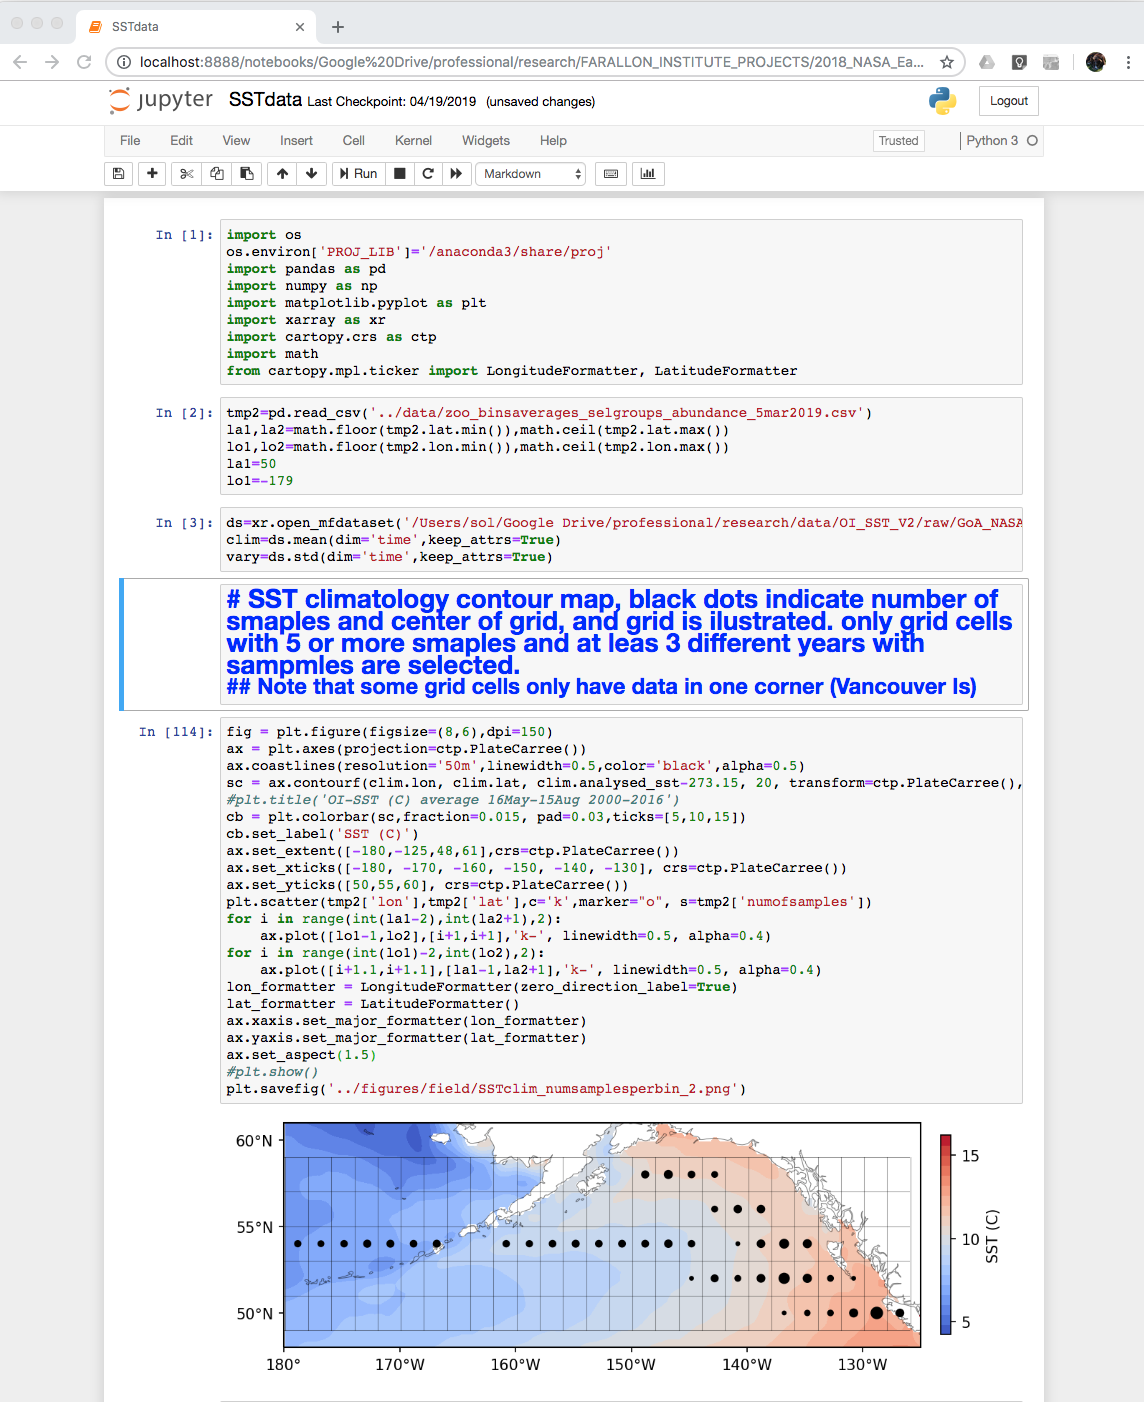 SSTdata
localhost:8888/notebooks/Google%20Drive/professional/research/FARALLON_INSTITUTE_PROJECTS/2018_NASA_Ea...
jupyter SSTdata Last Checkpoint: 04/19/2019 (unsaved changes) Logout
File Edit View Insert Cell Kernel Widgets Help Trusted Python 3
Run Markdown
In [1]: import os
os.environ['PROJ_LIB']='/anaconda3/share/proj'
import pandas as pd
import numpy as np
import matplotlib.pyplot as plt
import xarray as xr
import cartopy.crs as ctp
import math
from cartopy.mpl.ticker import LongitudeFormatter, LatitudeFormatter
In [2]: tmp2=pd.read_csv('../data/zoo_binsaverages_selgroups_abundance_5mar2019.csv')
la1,la2=math.floor(tmp2.lat.min()),math.ceil(tmp2.lat.max())
lo1,lo2=math.floor(tmp2.lon.min()),math.ceil(tmp2.lon.max())
la1=50
lo1=-179
In [3]: ds=xr.open_mfdataset('/Users/sol/Google Drive/professional/research/data/OI_SST_V2/raw/GoA_NASA
clim=ds.mean(dim='time',keep_attrs=True)
vary=ds.std(dim='time',keep_attrs=True)
# SST climatology contour map, black dots indicate number of
smaples and center of grid, and grid is ilustrated. only grid cells
with 5 or more smaples and at leas 3 different years with
sampmles are selected.
## Note that some grid cells only have data in one corner (Vancouver Is)
In [114]: fig = plt.figure(figsize=(8,6),dpi=150)
ax = plt.axes(projection=ctp.PlateCarree())
ax.coastlines(resolution='50m',linewidth=0.5,color='black',alpha=0.5)
sc = ax.contourf(clim.lon, clim.lat, clim.analysed_sst-273.15, 20, transform=ctp.PlateCarree(),
#plt.title('OI-SST (C) average 16May-15Aug 2000-2016')
cb = plt.colorbar(sc,fraction=0.015, pad=0.03,ticks=[5,10,15])
cb.set_label('SST (C)')
ax.set_extent([-180,-125,48,61],crs=ctp.PlateCarree())
ax.set_xticks([-180, -170, -160, -150, -140, -130], crs=ctp.PlateCarree())
ax.set_yticks([50,55,60], crs=ctp.PlateCarree())
plt.scatter(tmp2['lon'],tmp2['lat'],c='k',marker="o", s=tmp2['numofsamples'])
for i in range(int(la1-2),int(la2+1),2):
    ax.plot([lo1-1,lo2],[i+1,i+1],'k-', linewidth=0.5, alpha=0.4)
for i in range(int(lo1)-2,int(lo2),2):
    ax.plot([i+1.1,i+1.1],[la1-1,la2+1],'k-', linewidth=0.5, alpha=0.4)
lon_formatter = LongitudeFormatter(zero_direction_label=True)
lat_formatter = LatitudeFormatter()
ax.xaxis.set_major_formatter(lon_formatter)
ax.yaxis.set_major_formatter(lat_formatter)
ax.set_aspect(1.5)
#plt.show()
plt.savefig('../figures/field/SSTclim_numsamplesperbin_2.png')
60°N
55°N
50°N
180° 170°W 160°W 150°W 140°W 130°W
15
10
5
SST (C)